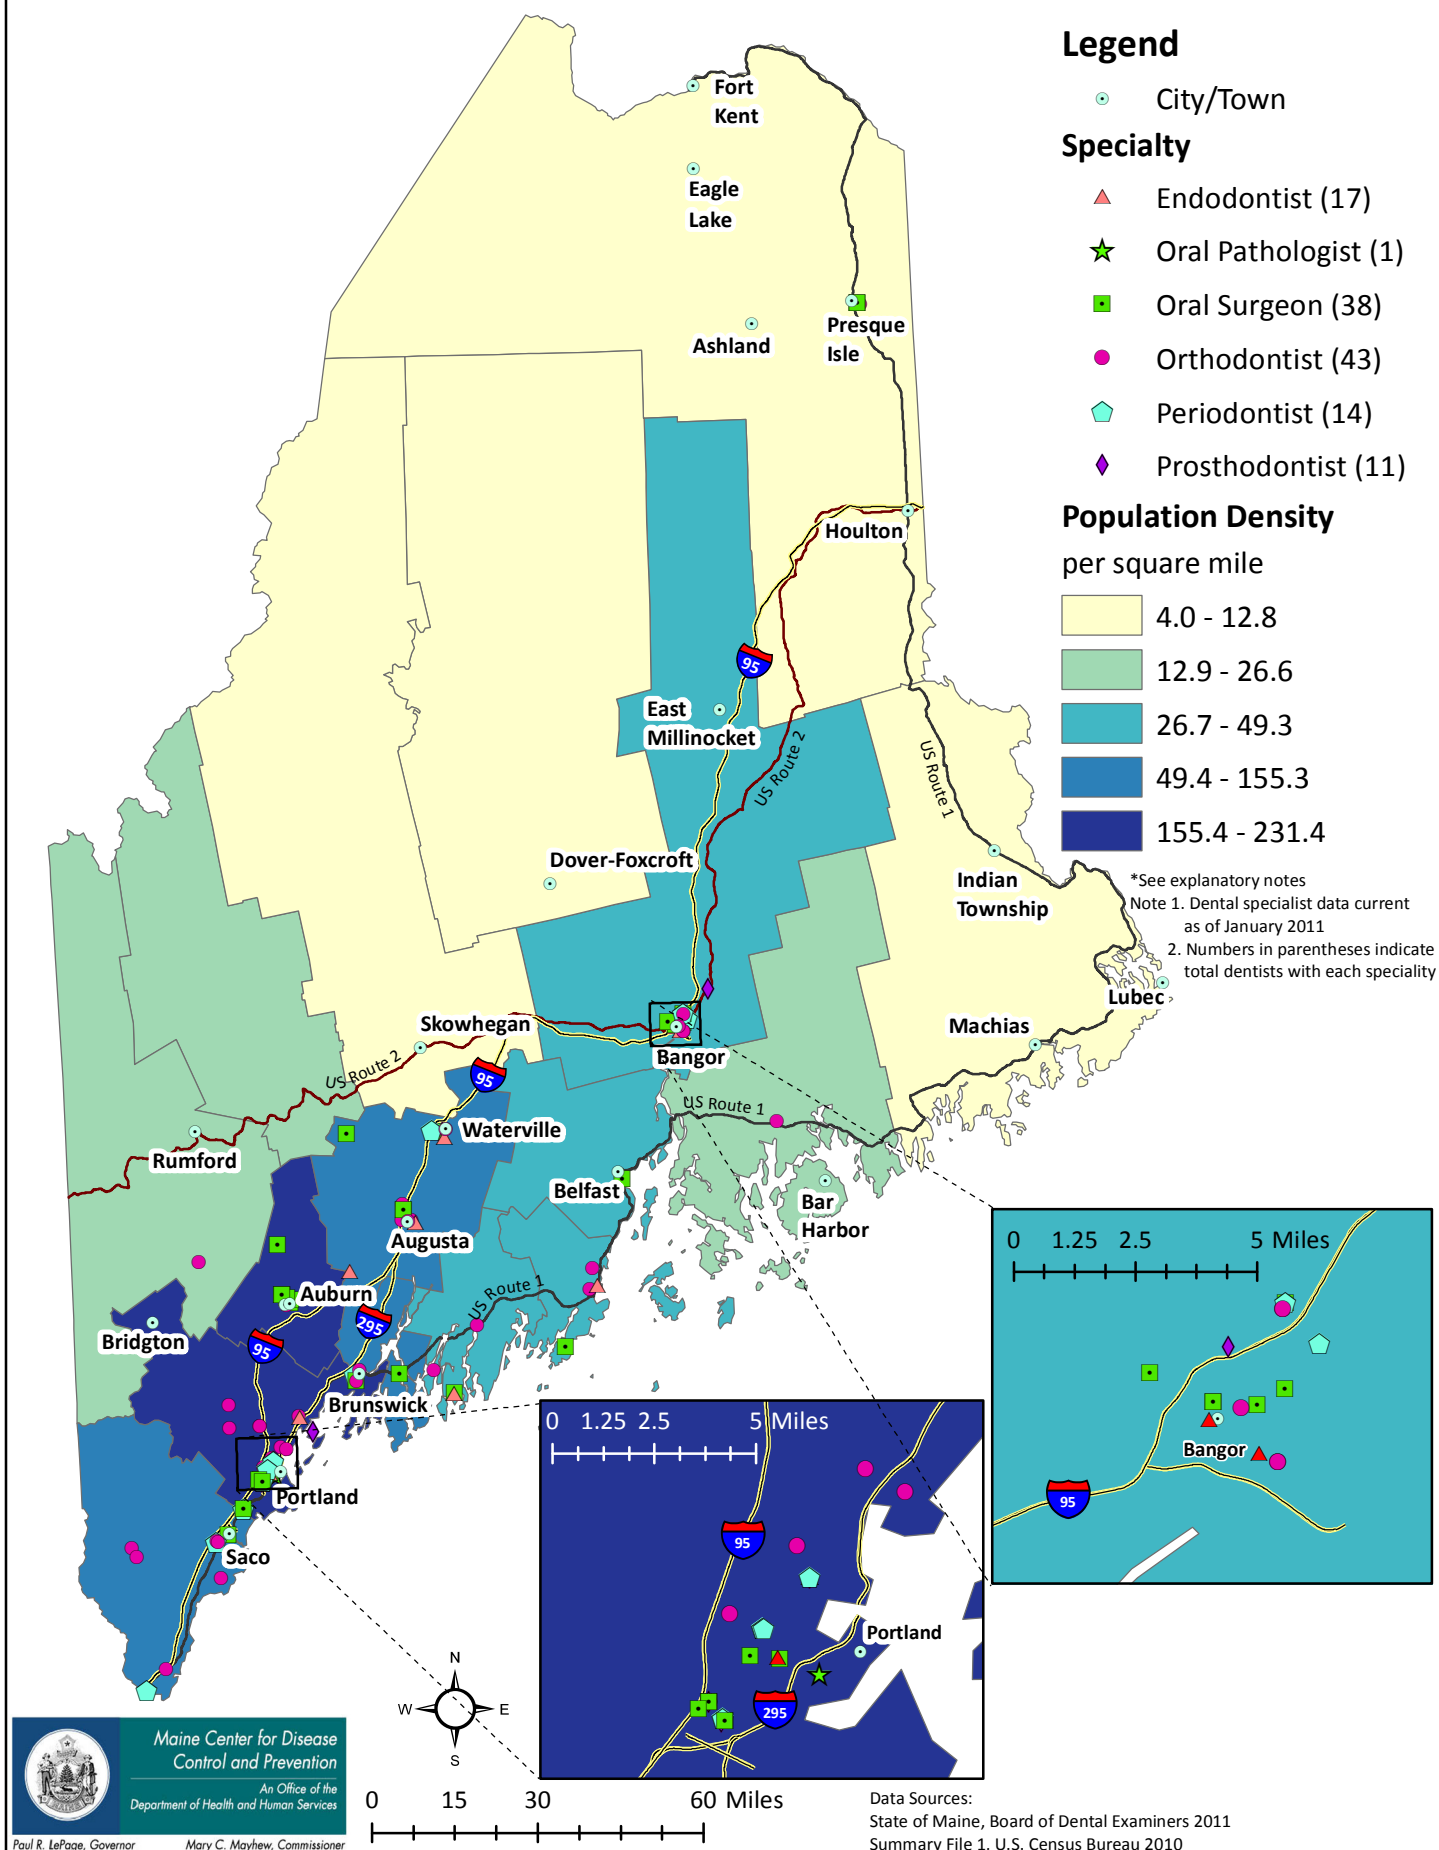 Legend
City/Town
Specialty
Endodontist (17)
Oral Pathologist (1)
Oral Surgeon (38)
Orthodontist (43)
Periodontist (14)
Prosthodontist (11)
Population Density
per square mile
4.0 - 12.8
12.9 - 26.6
26.7 - 49.3
49.4 - 155.3
155.4 - 231.4
*See explanatory notes
Note 1. Dental specialist data current
as of January 2011
2. Numbers in parentheses indicate
total dentists with each speciality
Fort
Kent
Eagle
Lake
Presque
Isle
Ashland
Houlton
95
East
Millinocket
US Route 2
US Route 1
Dover-Foxcroft
Indian
Township
Lubec
Machias
Skowhegan
Bangor
US Route 2
95
US Route 1
Waterville
Rumford
Belfast
Bar
Harbor
Augusta
Auburn
US Route 1
295
Bridgton
95
Brunswick
Portland
Saco
0 1.25 2.5 5 Miles
Bangor
95
0 1.25 2.5 5 Miles
95
Portland
295
N
W E
S
Maine Center for Disease
Control and Prevention
An Office of the
Department of Health and Human Services
Paul R. LePage, Governor Mary C. Mayhew, Commissioner
0 15 30 60 Miles
Data Sources:
State of Maine, Board of Dental Examiners 2011
Summary File 1, U.S. Census Bureau 2010